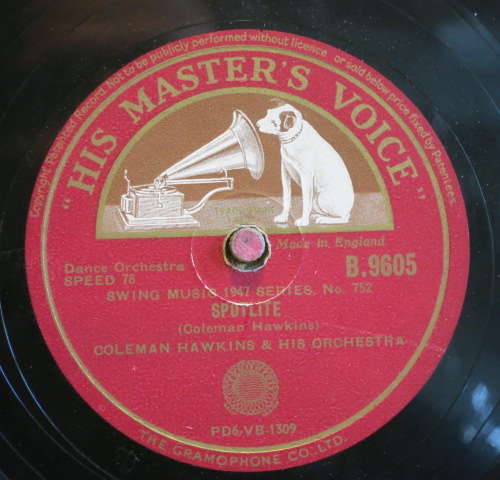 Copyright Patented Record Not to be publicly performed without licence or sold below price fixed by Patentees.
"HIS MASTER'S VOICE"
TRADE MARK
Made in England
Dance Orchestra
SPEED 78
B.9605
SWING MUSIC 1947 SERIES. No. 752
SPOTLITE
(Coleman Hawkins)
COLEMAN HAWKINS & HIS ORCHESTRA
PD6-VB-1309
THE GRAMOPHONE CO., LTD.